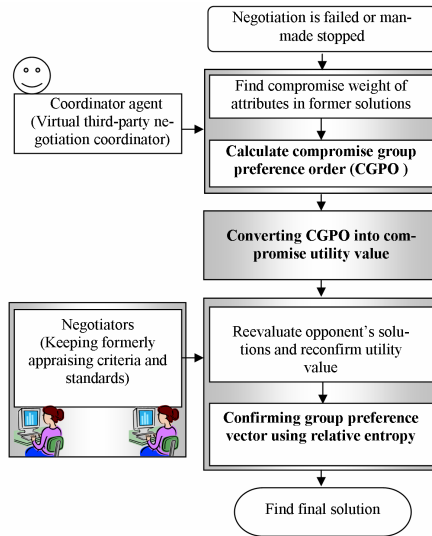 Negotiation is failed or man-
made stopped
Find compromise weight of
attributes in former solutions
Coordinator agent
(Virtual third-party ne-
gotiation coordinator)
Calculate compromise group
preference order (CGPO )
Converting CGPO into com-
promise utility value
Negotiators
(Keeping formerly
appraising criteria and
standards)
Reevaluate opponent's solu-
tions and reconfirm utility
value
Confirming group preference
vector using relative entropy
Find final solution